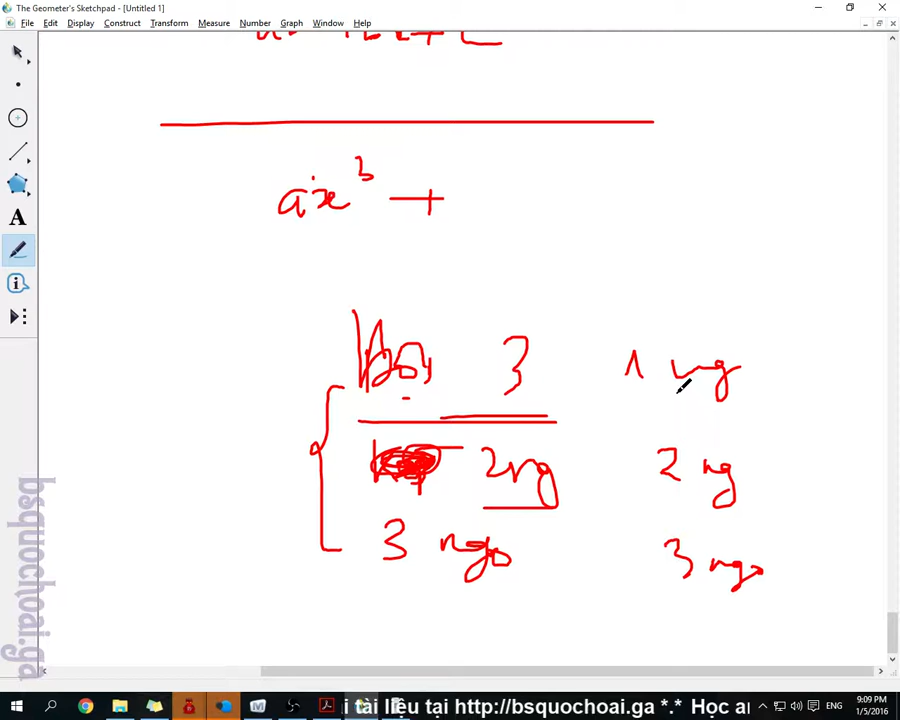 The Geometer's Sketchpad - [Untitled 1]
File Edit Display Construct Transform Measure Number Graph Window Help
ax³ +
3 1 ng
2 ng 2 ng
3 ngo 3 ngo
bsquochoai.ga
i tài liệu tại http://bsquochoai.ga *.* Học
ENG
9:09 PM
1/5/2016